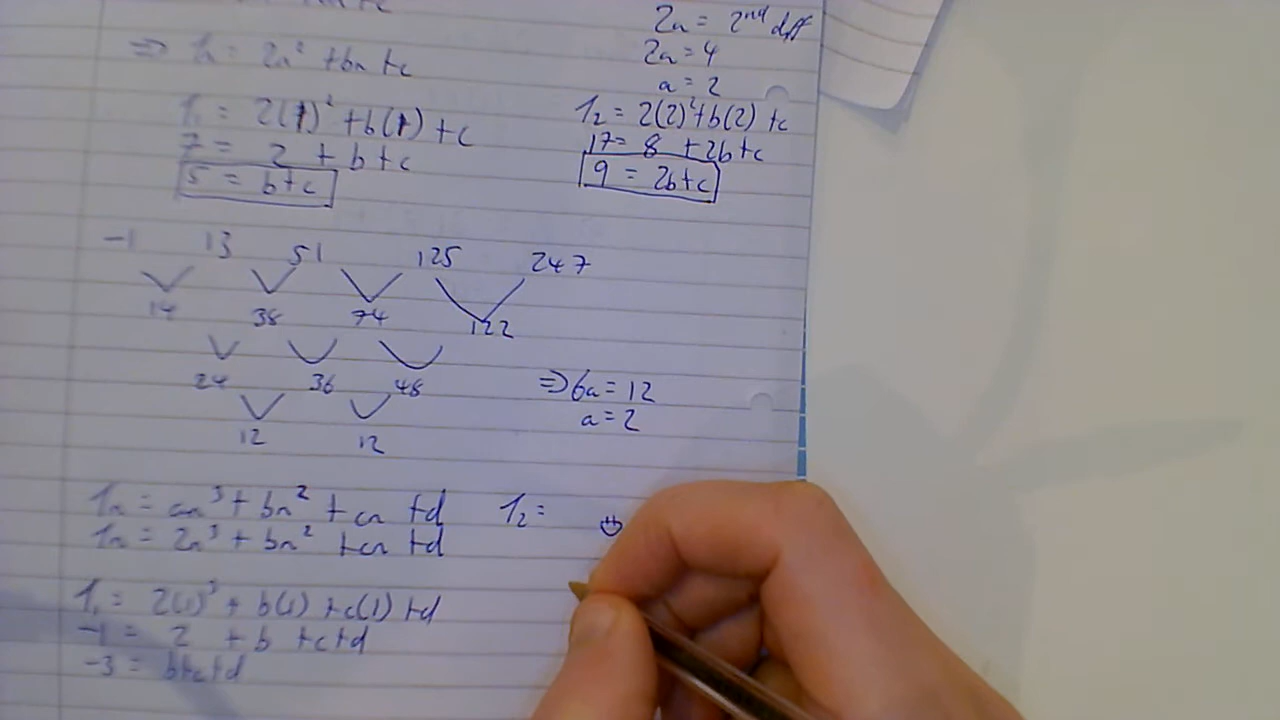 2a = 2nd diff
⇒ Tn = 2n² + bn + c
2a = 4
a = 2
T₁ = 2(1)² + b(1) + c
T₂ = 2(2)² + b(2) + c
7 = 2 + b + c
17 = 8 + 2b + c
5 = b + c
9 = 2b + c
-1 13 51 125 247
14 38 74 122
24 36 48
⇒ 6a = 12
a = 2
12 12
Tn = an³ + bn² + cn + d
T₂ =
Tn = 2n³ + bn² + cn + d
T₁ = 2(1)³ + b(1) + c(1) + d
-1 = 2 + b + c + d
-3 = b + c + d